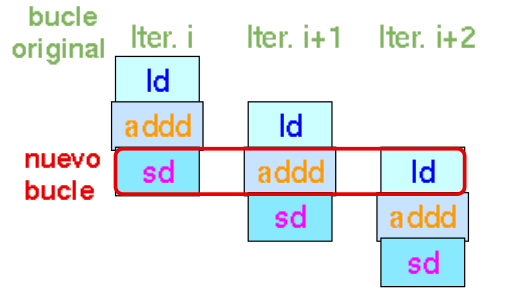 bucle
original
Iter. i
Iter. i+1
Iter. i+2
ld
addd
ld
nuevo
bucle
sd
addd
ld
sd
addd
sd